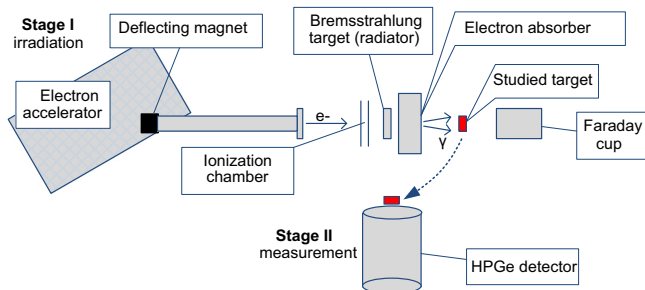 Stage I
irradiation
Deflecting magnet
Bremsstrahlung
target (radiator)
Electron absorber
Studied target
Electron
accelerator
e-
γ
Faraday
cup
Ionization
chamber
Stage II
measurement
HPGe detector